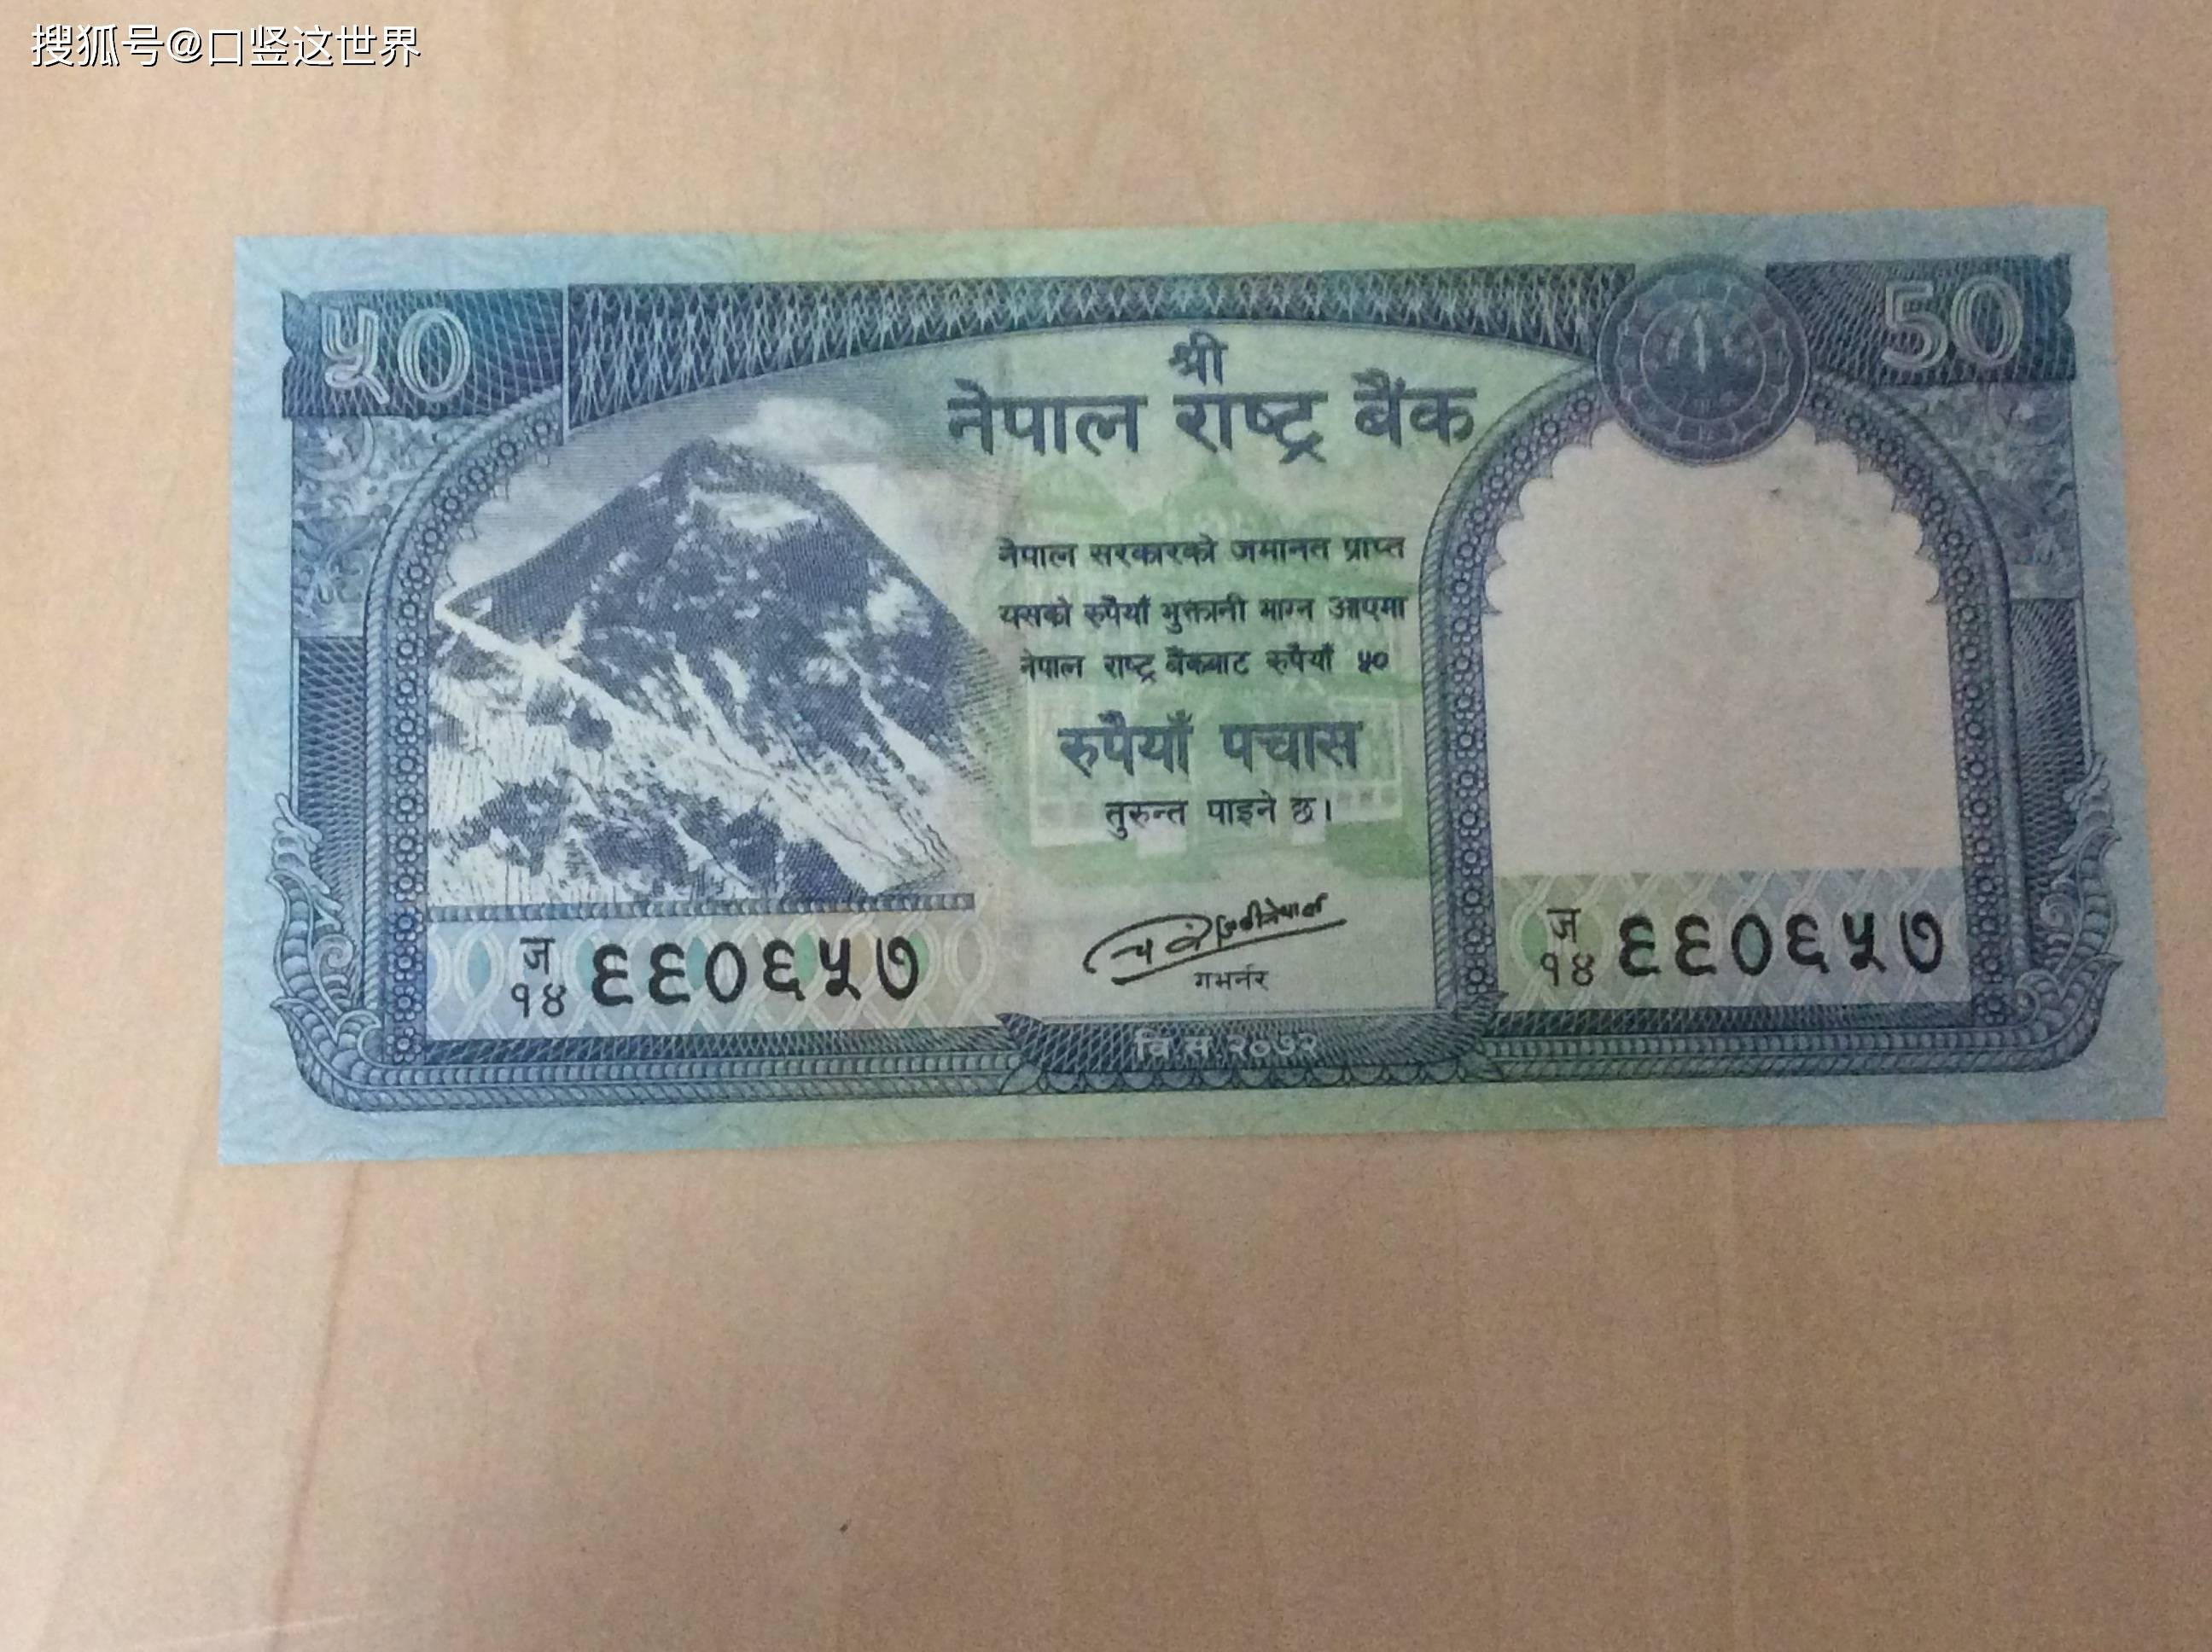 搜狐号@口竖这世界
५० 50
श्री
नेपाल राष्ट्र बैंक
नेपाल सरकारको जमानत प्राप्त
यसको रुपैयाँ भुक्तानी माग्न आएमा
नेपाल राष्ट्र बैंकबाट रुपैयाँ ५०
रुपैयाँ पचास
तुरुन्त पाइने छ।
गभर्नर
ज १४ ६६०६५७
ज १४ ६६०६५७
वि सं २०७२